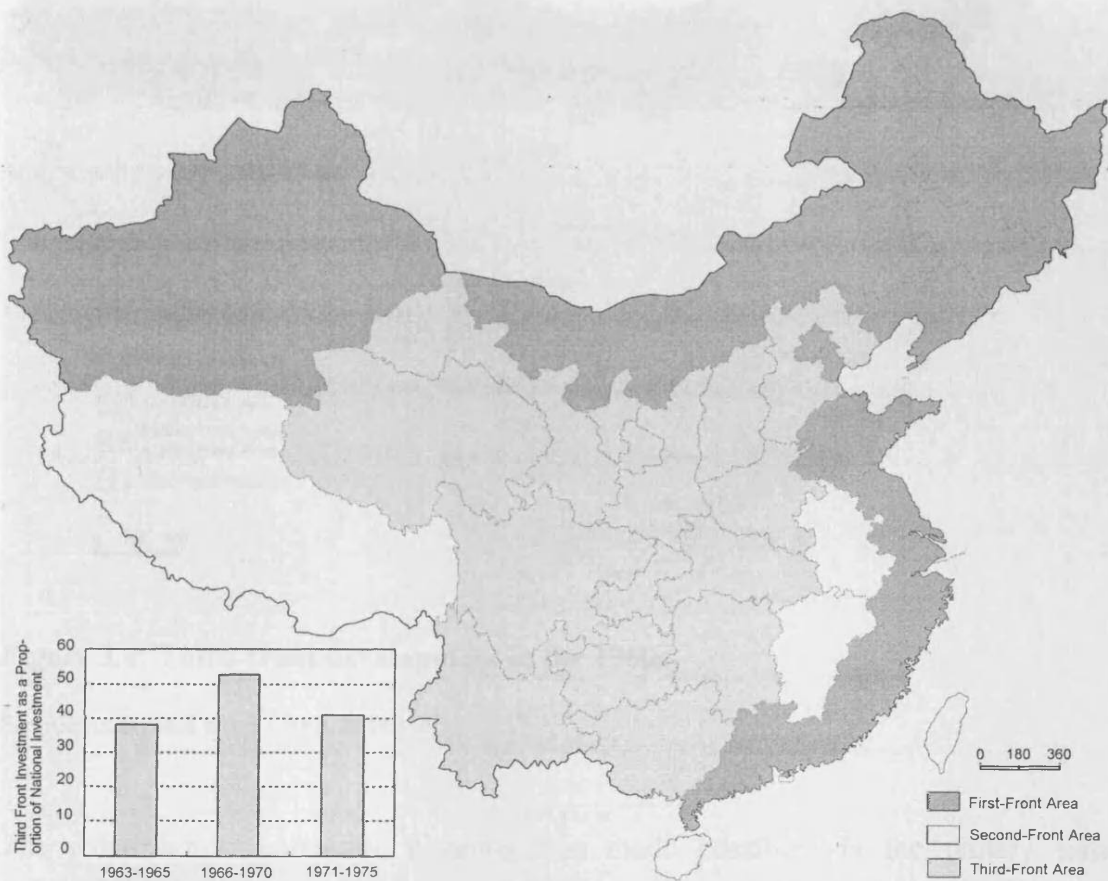 60
50
40
30
20
10
0
Third Front Investment as a Prop-
ortion of National Investment
1963-1965
1966-1970
1971-1975
0 180 360
First-Front Area
Second-Front Area
Third-Front Area